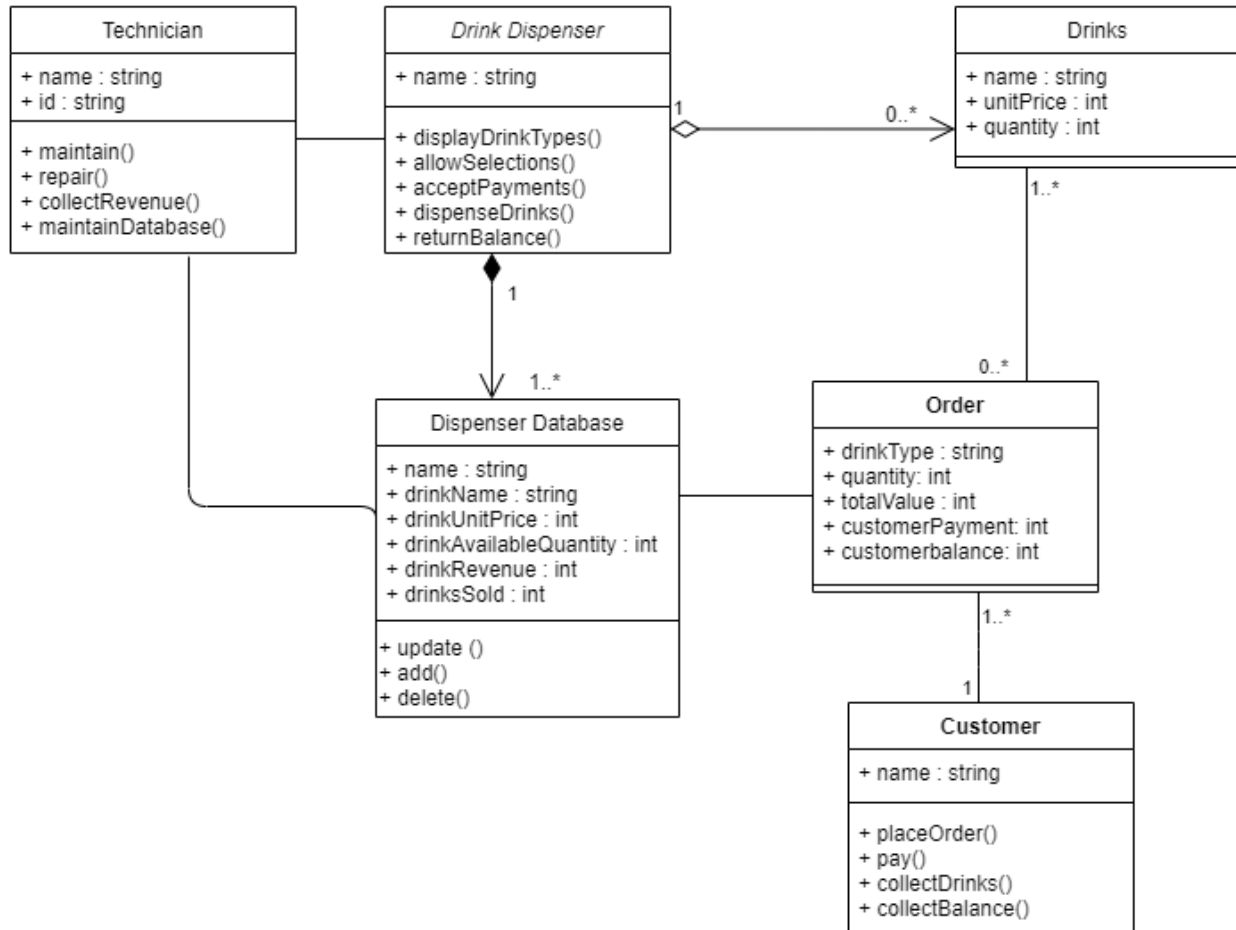 Technician
+ name : string
+ id : string
+ maintain()
+ repair()
+ collectRevenue()
+ maintainDatabase()
Drink Dispenser
+ name : string
+ displayDrinkTypes()
+ allowSelections()
+ acceptPayments()
+ dispenseDrinks()
+ returnBalance()
1
0..*
Drinks
+ name : string
+ unitPrice : int
+ quantity : int
1..*
0..*
1
1..*
Dispenser Database
+ name : string
+ drinkName : string
+ drinkUnitPrice : int
+ drinkAvailableQuantity : int
+ drinkRevenue : int
+ drinksSold : int
+ update ()
+ add()
+ delete()
Order
+ drinkType : string
+ quantity: int
+ totalValue : int
+ customerPayment: int
+ customerbalance: int
1..*
1
Customer
+ name : string
+ placeOrder()
+ pay()
+ collectDrinks()
+ collectBalance()